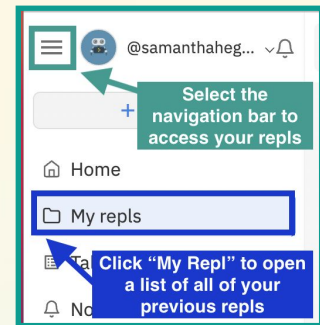 @samanthaheg...
Select the
navigation bar to
access your repls
+
Home
My repls
Click “My Repl” to open
a list of all of your
previous repls